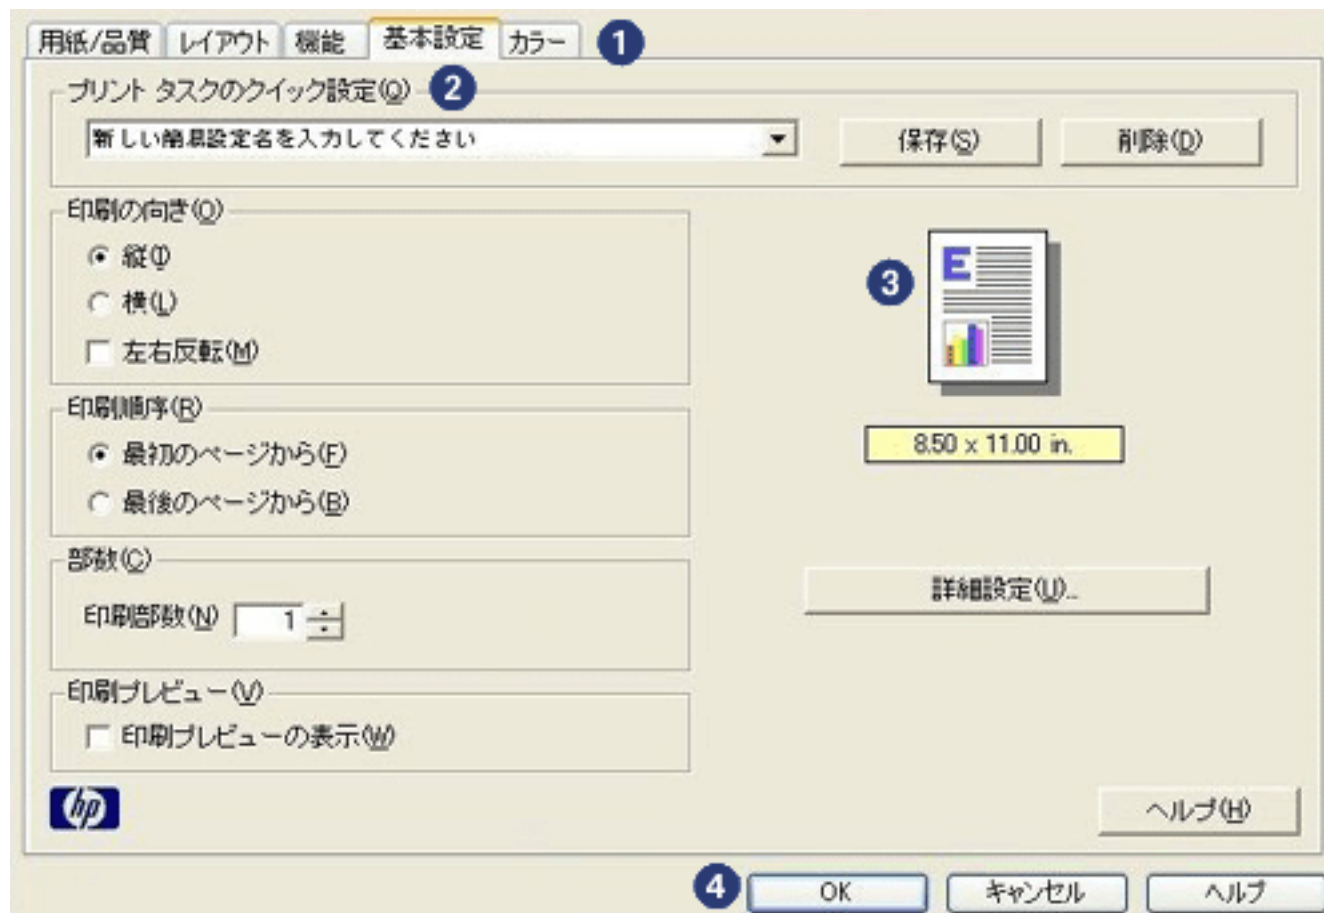 用紙/品質 レイアウト 機能 基本設定 カラー 1
プリント タスクのクイック設定(Q) 2
新しい簡易設定名を入力してください 保存(S) 削除(D)
印刷の向き(O)
縦(I)
横(L)
左右反転(M)
3
E
印刷順序(R)
最初のページから(F)
最後のページから(B)
8.50 x 11.00 in.
部数(C)
印刷部数(N) 1
詳細設定(U)...
印刷プレビュー(V)
印刷プレビューの表示(W)
hp
ヘルプ(H)
4 OK キャンセル ヘルプ